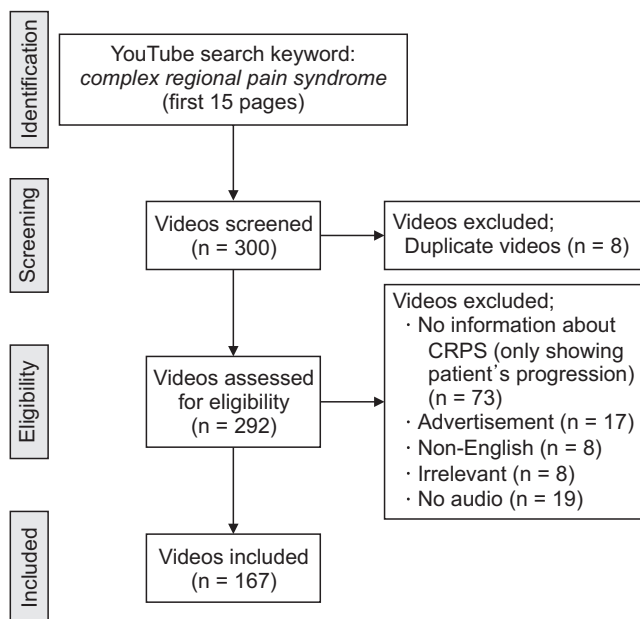 Identification
YouTube search keyword:
complex regional pain syndrome
(first 15 pages)
Screening
Videos screened
(n = 300)
Videos excluded;
Duplicate videos (n = 8)
Eligibility
Videos assessed
for eligibility
(n = 292)
Videos excluded;
· No information about
CRPS (only showing
patient's progression)
(n = 73)
· Advertisement (n = 17)
· Non-English (n = 8)
· Irrelevant (n = 8)
· No audio (n = 19)
Included
Videos included
(n = 167)